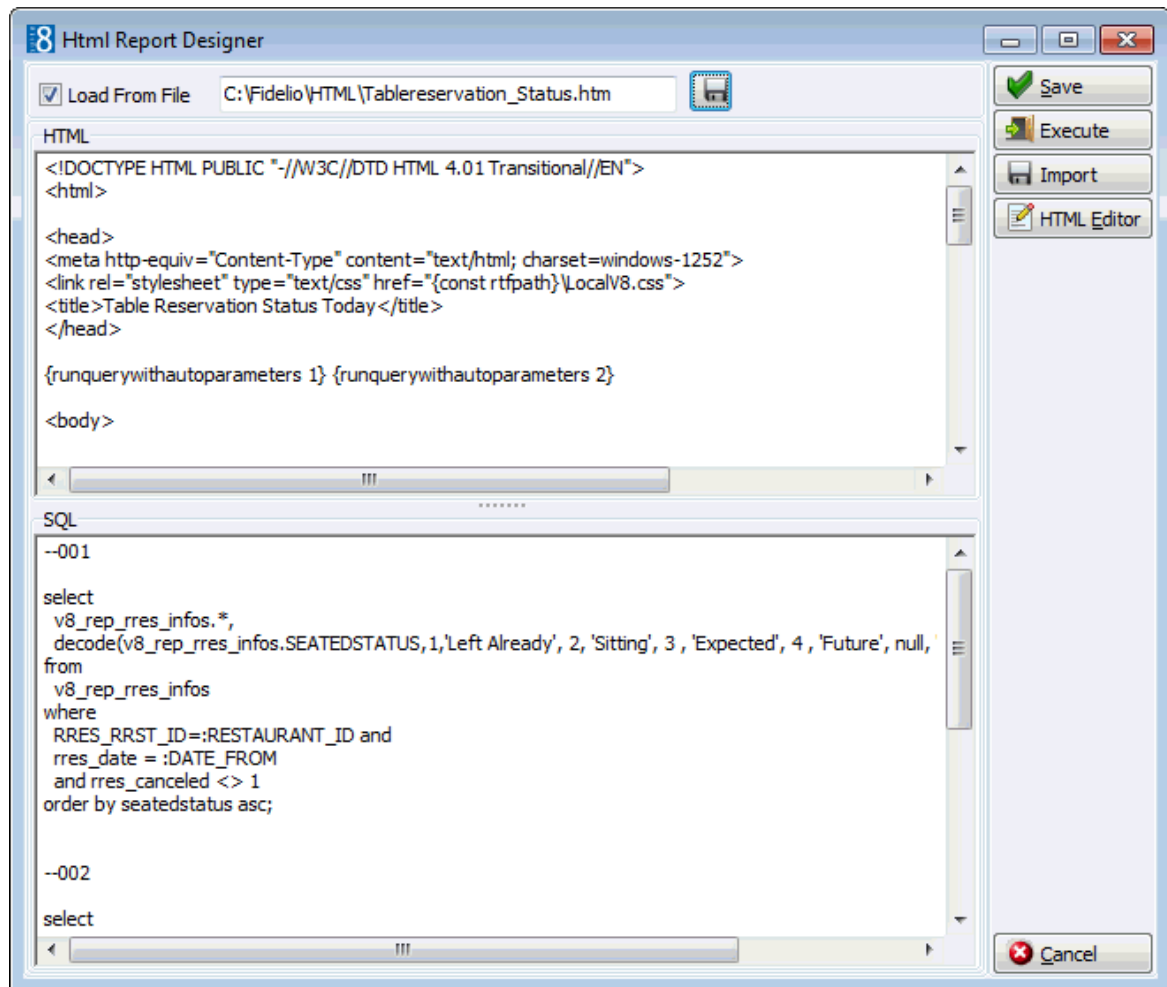 8 Html Report Designer
Load From File C:\Fidelio\HTML\Tablereservation_Status.htm
Save
Execute
Import
HTML Editor
HTML
<!DOCTYPE HTML PUBLIC "-//W3C//DTD HTML 4.01 Transitional//EN">
<html>
<head>
<meta http-equiv="Content-Type" content="text/html; charset=windows-1252">
<link rel="stylesheet" type="text/css" href="{const rtfpath}\LocalV8.css">
<title>Table Reservation Status Today</title>
</head>
{runquerywithautoparameters 1} {runquerywithautoparameters 2}
<body>
SQL
--001
select
v8_rep_rres_infos.*,
decode(v8_rep_rres_infos.SEATEDSTATUS,1,'Left Already', 2, 'Sitting', 3 , 'Expected', 4 , 'Future', null, '
from
v8_rep_rres_infos
where
RRES_RRST_ID=:RESTAURANT_ID and
rres_date = :DATE_FROM
and rres_canceled <> 1
order by seatedstatus asc;
--002
select
Cancel